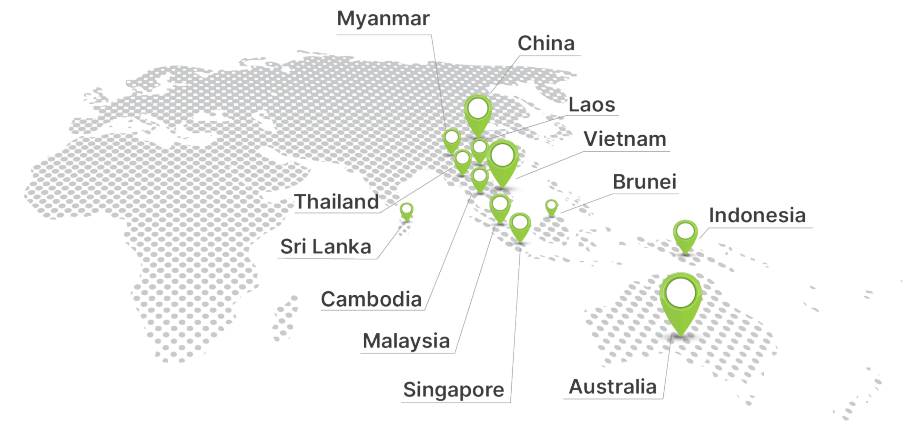 Myanmar
China
Laos
Vietnam
Brunei
Thailand
Indonesia
Sri Lanka
Cambodia
Malaysia
Singapore
Australia